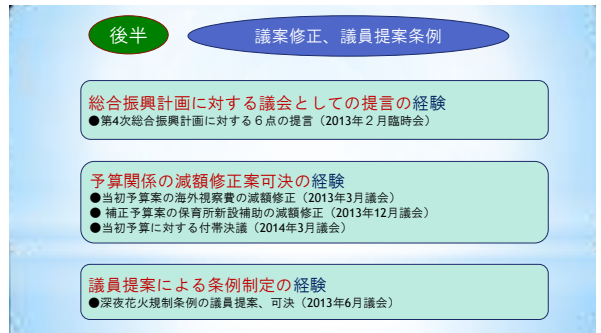 後半
議案修正、議員提案条例
総合振興計画に対する議会としての提言の経験
●第4次総合振興計画に対する６点の提言（2013年２月臨時会）
予算関係の減額修正案可決の経験
●当初予算案の海外視察費の減額修正（2013年3月議会）
● 補正予算案の保育所新設補助の減額修正（2013年12月議会）
●当初予算に対する付帯決議（2014年3月議会）
議員提案による条例制定の経験
●深夜花火規制条例の議員提案、可決（2013年6月議会）